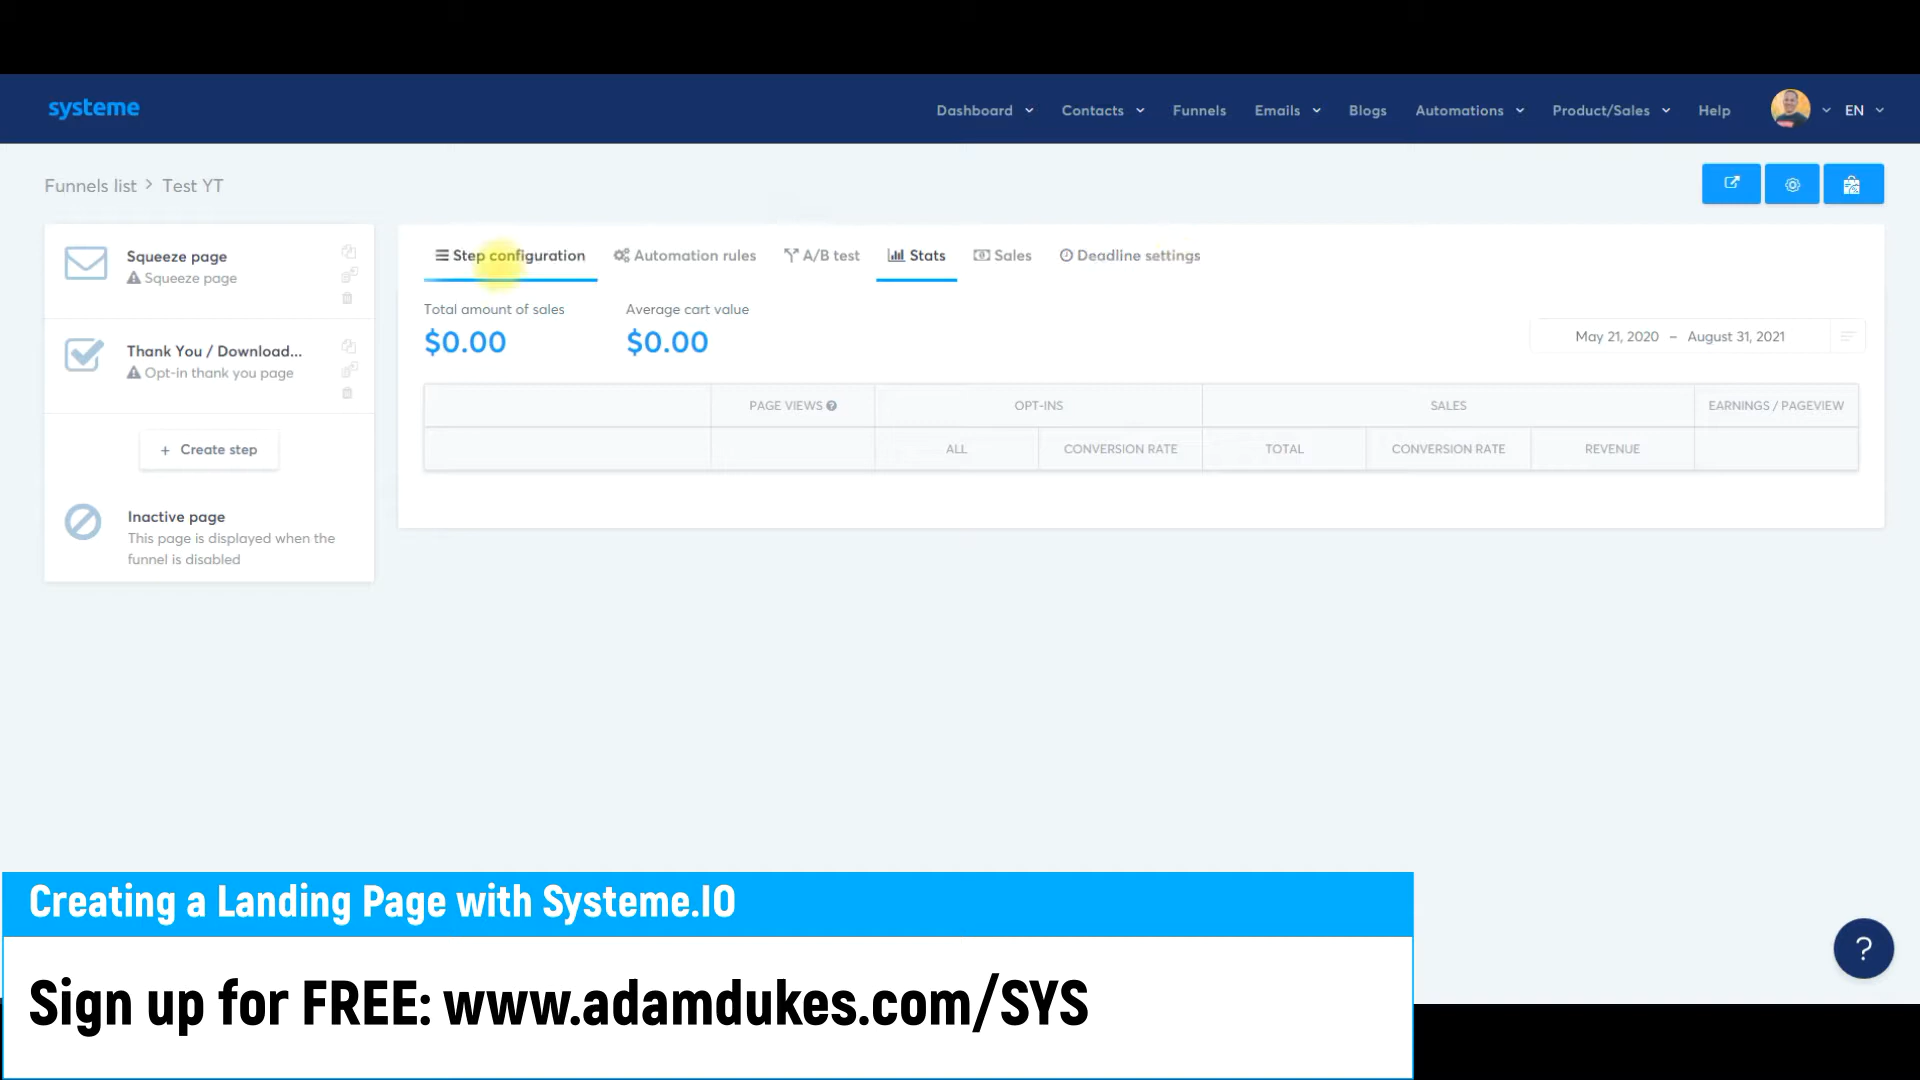 systeme
Dashboard Contacts Funnels Emails Blogs Automations Product/Sales Help EN
Funnels list > Test YT
Squeeze page
Squeeze page
Thank You / Download...
Opt-in thank you page
+ Create step
Inactive page
This page is displayed when the
funnel is disabled
Step configuration Automation rules A/B test Stats Sales Deadline settings
Total amount of sales Average cart value
$0.00 $0.00
May 21, 2020 – August 31, 2021
PAGE VIEWS ? OPT-INS SALES EARNINGS / PAGEVIEW
ALL CONVERSION RATE TOTAL CONVERSION RATE REVENUE
Creating a Landing Page with Systeme.IO
Sign up for FREE: www.adamdukes.com/SYS
?